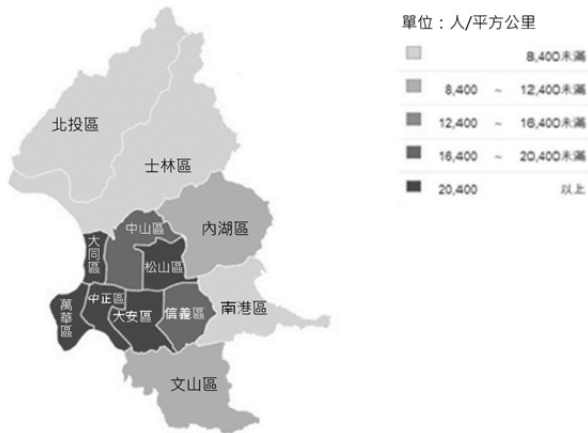 單位：人/平方公里
8,400未滿
8,400 ~ 12,400未滿
12,400 ~ 16,400未滿
16,400 ~ 20,400未滿
20,400 以上
北投區
士林區
內湖區
中山區
大同區
松山區
南港區
萬華區
中正區
大安區
信義區
文山區